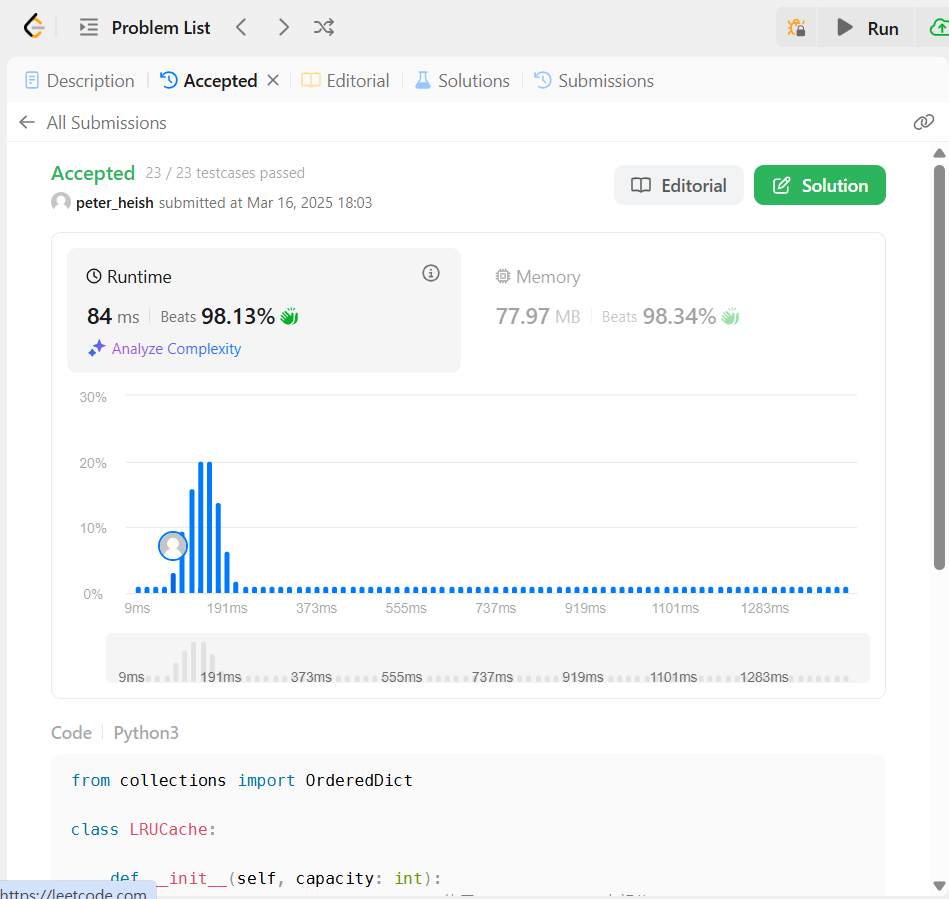 Problem List
Run
Description
Accepted
Editorial
Solutions
Submissions
All Submissions
Accepted 23 / 23 testcases passed
peter_heish submitted at Mar 16, 2025 18:03
Editorial
Solution
Runtime
84 ms Beats 98.13%
Analyze Complexity
Memory
77.97 MB Beats 98.34%
30%
20%
10%
0%
9ms 191ms 373ms 555ms 737ms 919ms 1101ms 1283ms
9ms 191ms 373ms 555ms 737ms 919ms 1101ms 1283ms
Code Python3
from collections import OrderedDict
class LRUCache:
def __init__(self, capacity: int):
https://leetcode.com